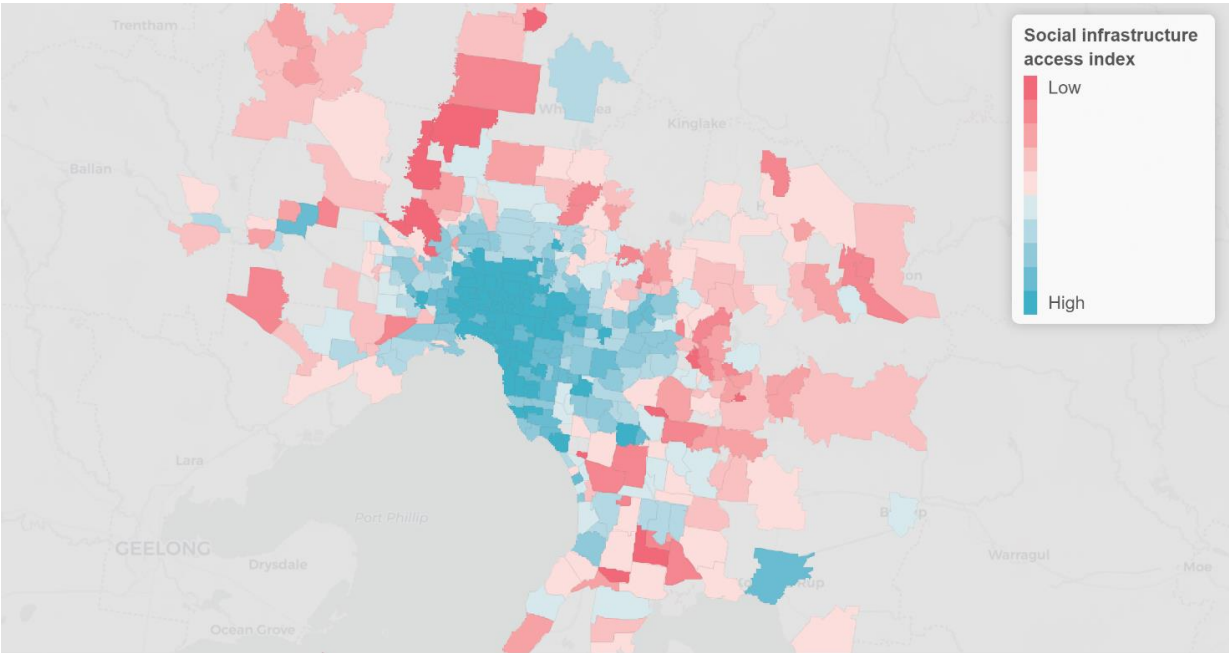 Trentham
Social infrastructure
access index
Low
High
Kinglake
Ballan
Lara
Port Phillip
GEELONG
Drysdale
Warragul
Moe
Ocean Grove